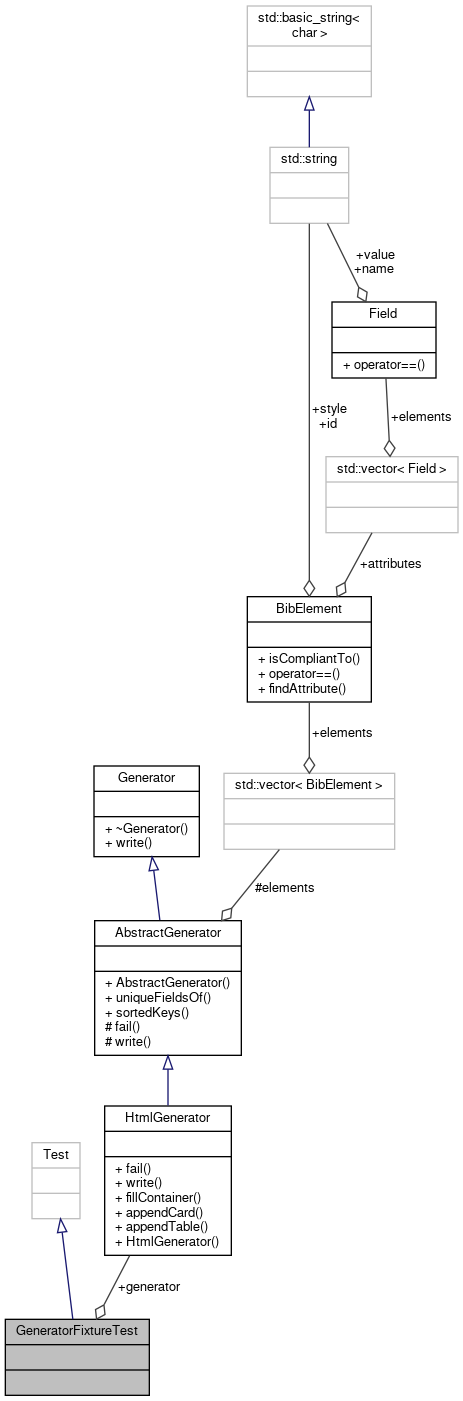 std::basic_string<
char >
std::string
+value
+name
Field
+ operator==()
+style
+id
+elements
std::vector< Field >
+attributes
BibElement
+ isCompliantTo()
+ operator==()
+ findAttribute()
+elements
Generator
+ ~Generator()
+ write()
std::vector< BibElement >
#elements
AbstractGenerator
+ AbstractGenerator()
+ uniqueFieldsOf()
+ sortedKeys()
# fail()
# write()
HtmlGenerator
+ fail()
+ write()
+ fillContainer()
+ appendCard()
+ appendTable()
+ HtmlGenerator()
Test
+generator
GeneratorFixtureTest